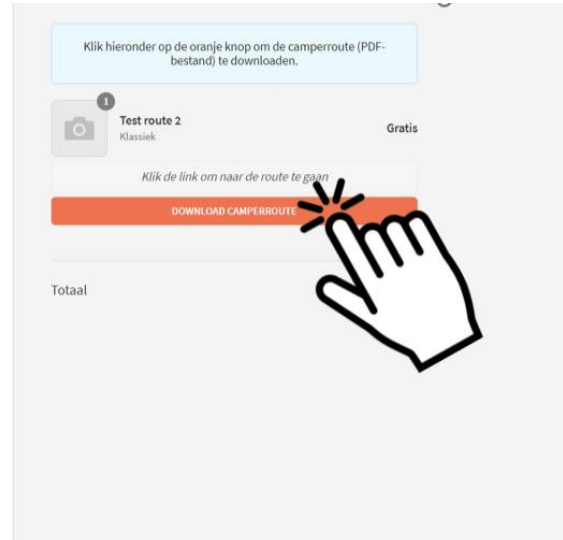 Klik hieronder op de oranje knop om de camperroute (PDF-
bestand) te downloaden.
1
Test route 2
Klassiek
Gratis
Klik de link om naar de route te gaan
DOWNLOAD CAMPERROUTE
Totaal